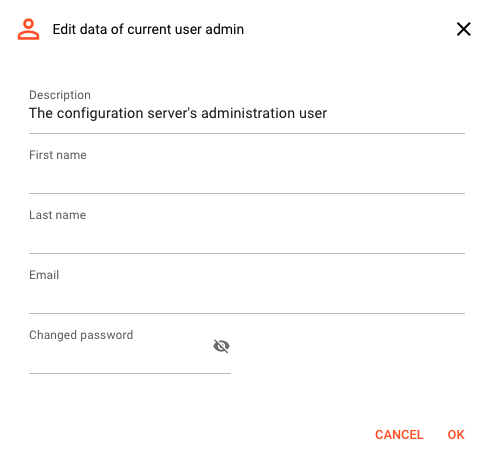 Edit data of current user admin
Description
The configuration server's administration user
First name
Last name
Email
Changed password
CANCEL OK